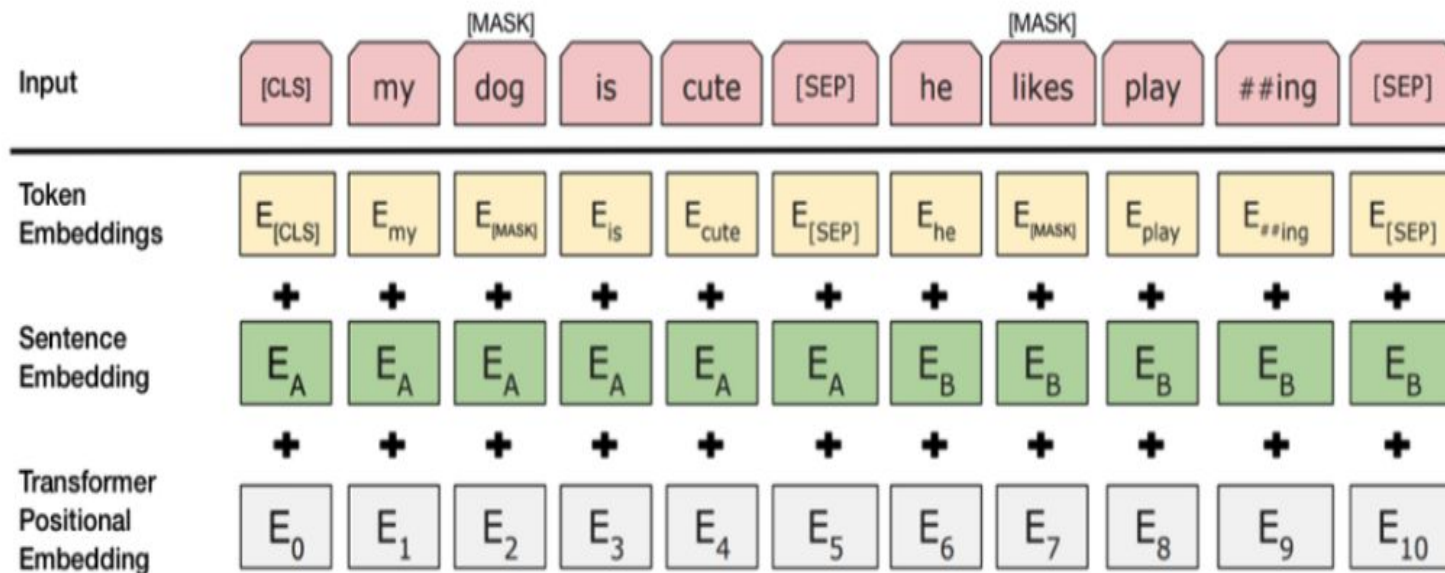 [MASK] [MASK]
Input [CLS] my dog is cute [SEP] he likes play ##ing [SEP]
Token
Embeddings E[CLS] Emy E[MASK] Eis Ecute E[SEP] Ehe E[MASK] Eplay E##ing E[SEP]
+ + + + + + + + + + +
Sentence
Embedding EA EA EA EA EA EA EB EB EB EB EB
+ + + + + + + + + + +
Transformer
Positional
Embedding E0 E1 E2 E3 E4 E5 E6 E7 E8 E9 E10